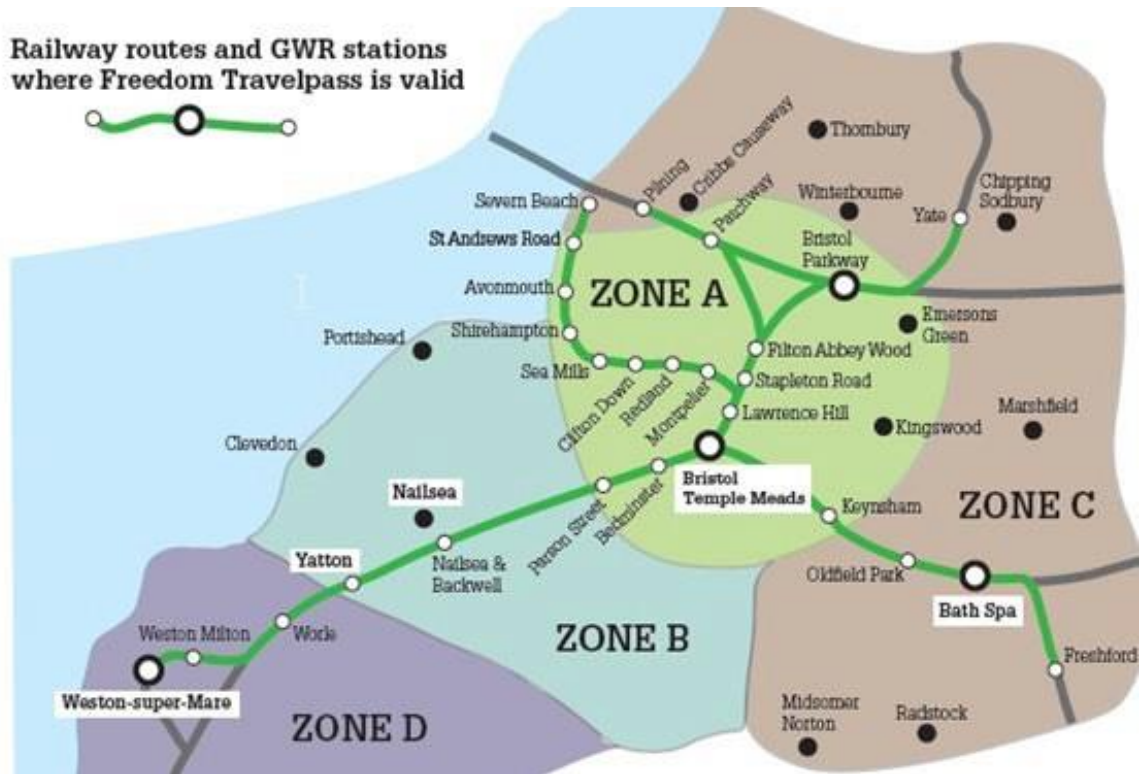 Railway routes and GWR stations
where Freedom Travelpass is valid
Thornbury
Cribbs Causeway
Pilning
Patchway
Severn Beach
Winterbourne
Chipping
Sodbury
Yate
St Andrews Road
Bristol
Parkway
ZONE A
Avonmouth
Emersons
Green
Shirehampton
Portishead
Filton Abbey Wood
Sea Mills
Stapleton Road
Clifton Down
Redland
Montpelier
Lawrence Hill
Marshfield
Kingswood
Clevedon
Nailsea
Bristol
Temple Meads
Parson Street
Bedminster
ZONE C
Keynsham
Yatton
Nailsea &
Backwell
Oldfield Park
Bath Spa
Weston Milton
Worle
ZONE B
Freshford
Weston-super-Mare
ZONE D
Midsomer
Norton
Radstock